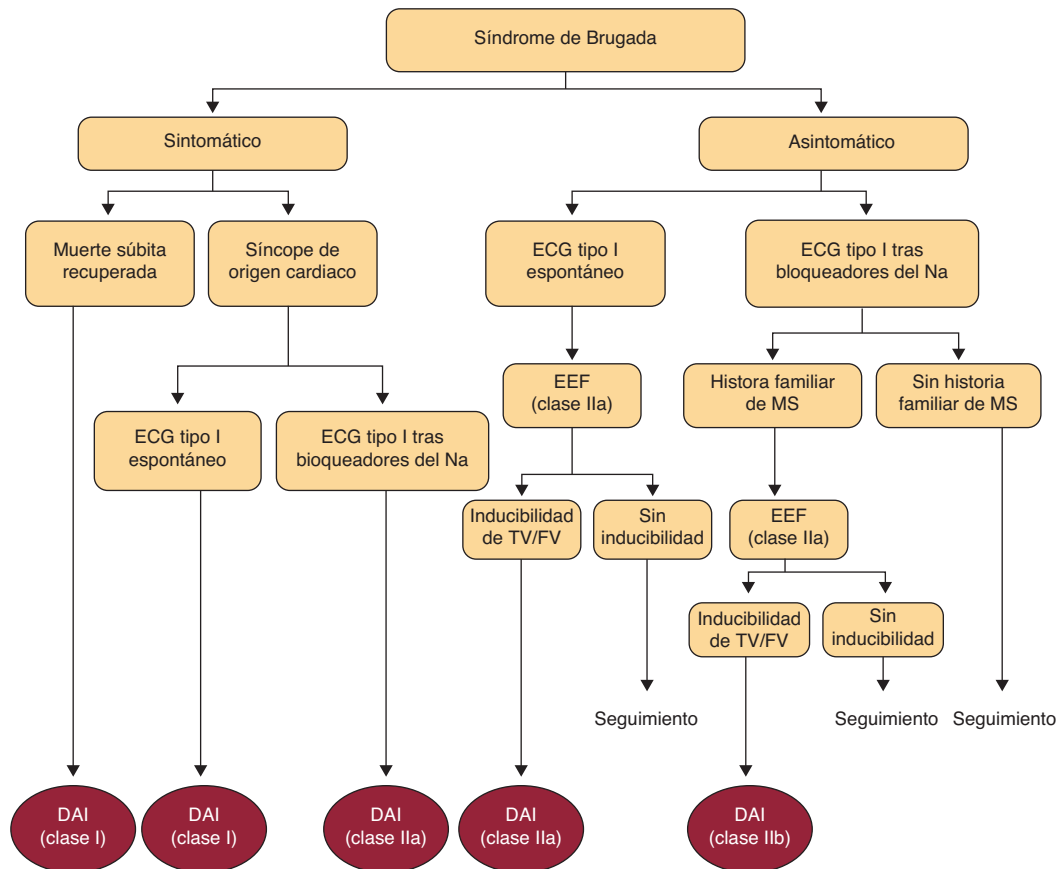 Síndrome de Brugada
Sintomático
Asintomático
Muerte súbita
recuperada
Síncope de
origen cardiaco
ECG tipo I
espontáneo
ECG tipo I tras
bloqueadores del Na
EEF
(clase IIa)
Histora familiar
de MS
Sin historia
familiar de MS
ECG tipo I
espontáneo
ECG tipo I tras
bioqueadores del Na
Inducibilidad
de TV/FV
Sin
inducibilidad
EEF
(clase IIa)
Inducibilidad
de TV/FV
Sin
inducibilidad
Seguimiento
Seguimiento
Seguimiento
DAI
(clase I)
DAI
(clase I)
DAI
(clase IIa)
DAI
(clase IIa)
DAI
(clase IIb)